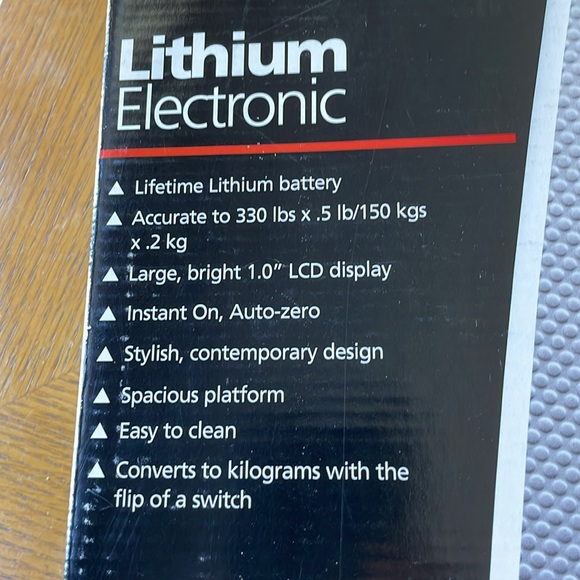 Lithium
Electronic
▲ Lifetime Lithium battery
▲ Accurate to 330 lbs x .5 lb/150 kgs
x .2 kg
▲ Large, bright 1.0” LCD display
▲ Instant On, Auto-zero
▲ Stylish, contemporary design
▲ Spacious platform
▲ Easy to clean
▲ Converts to kilograms with the
flip of a switch